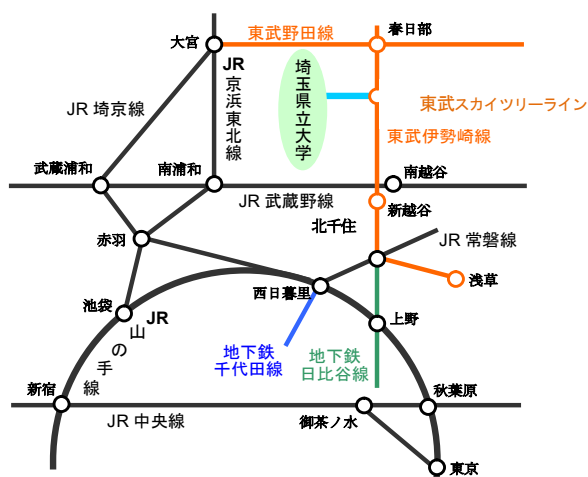 大宮
東武野田線
春日部
JR
京浜東北線
埼玉県立大学
JR 埼京線
東武スカイツリーライン
東武伊勢崎線
武蔵浦和
南浦和
南越谷
JR 武蔵野線
新越谷
北千住
赤羽
JR 常磐線
西日暮里
浅草
池袋
JR
山の手線
上野
地下鉄
千代田線
地下鉄
日比谷線
新宿
秋葉原
JR 中央線
御茶ノ水
東京